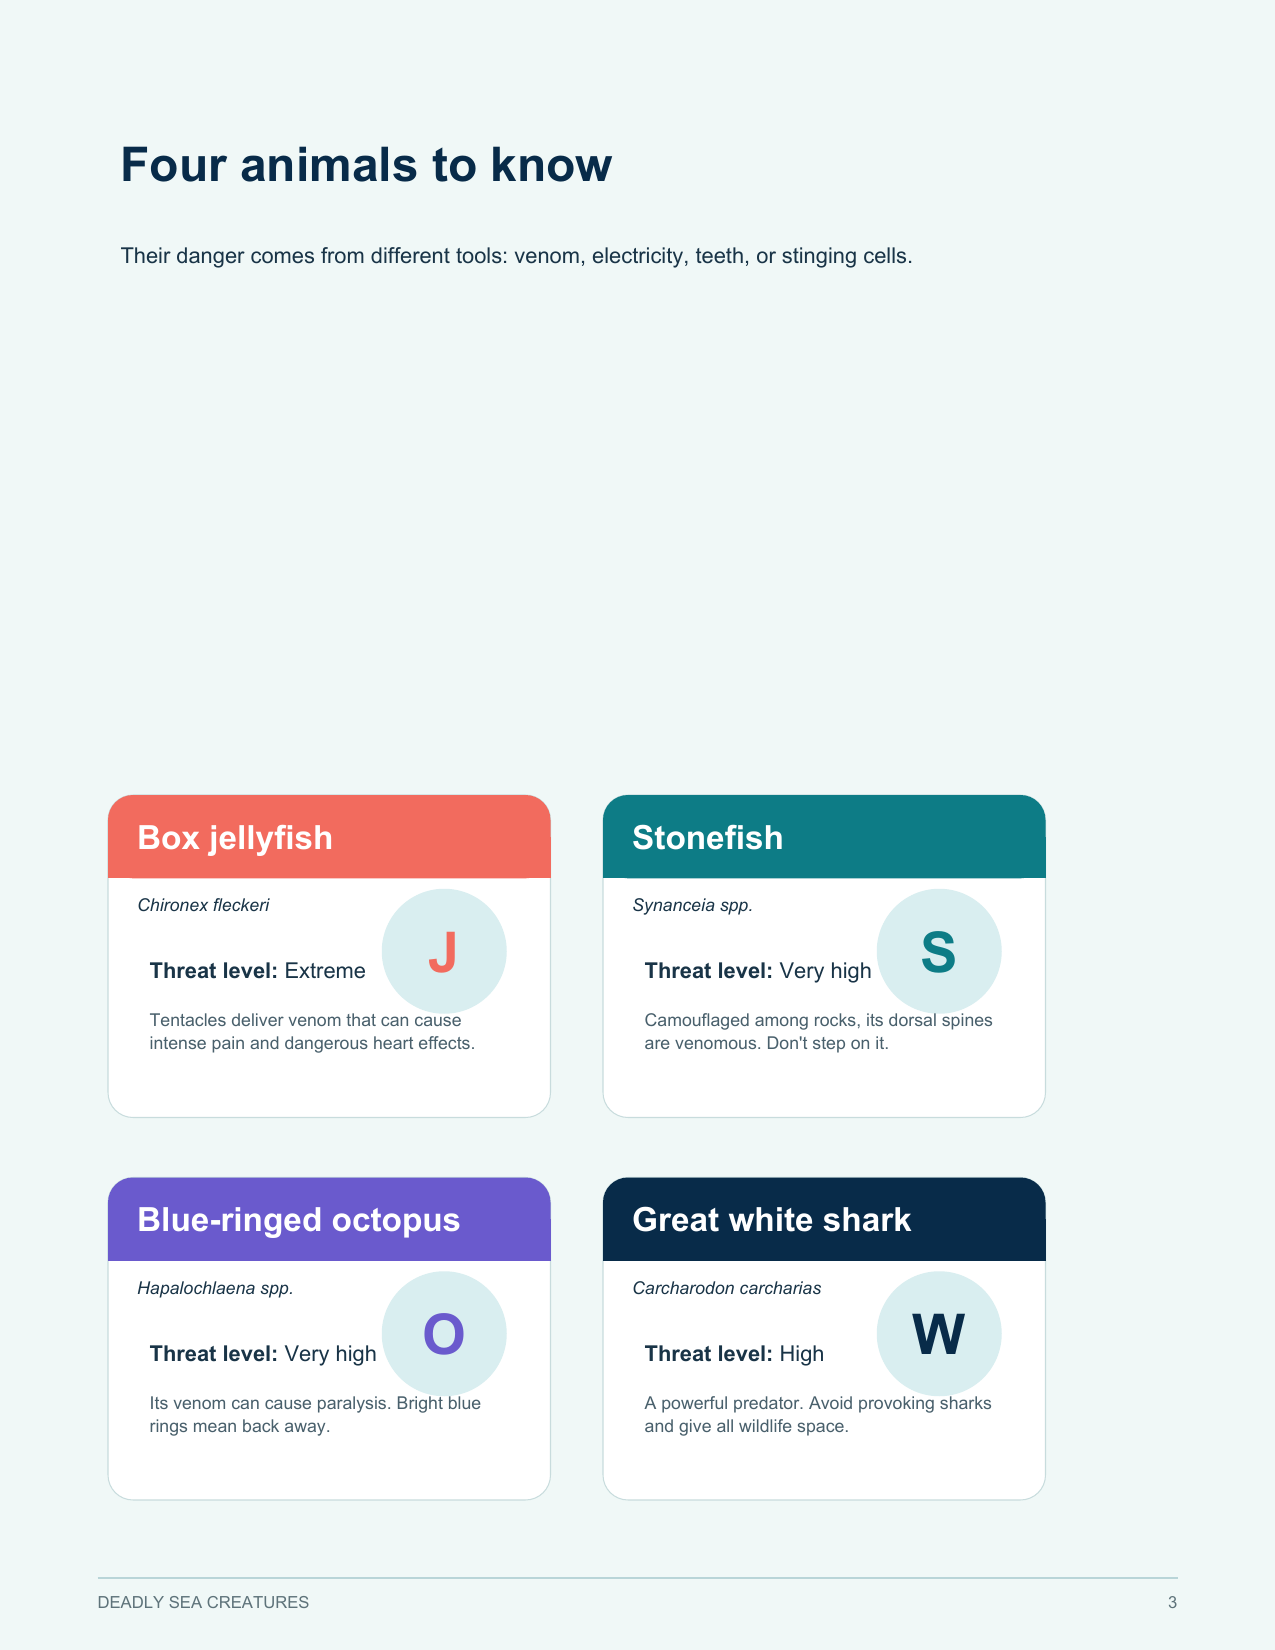 Four animals to know
Their danger comes from different tools: venom, electricity, teeth, or stinging cells.
Box jellyfish
Chironex fleckeri
J
Threat level: Extreme
Tentacles deliver venom that can cause
intense pain and dangerous heart effects.
Stonefish
Synanceia spp.
S
Threat level: Very high
Camouflaged among rocks, its dorsal spines
are venomous. Don't step on it.
Blue-ringed octopus
Hapalochlaena spp.
O
Threat level: Very high
Its venom can cause paralysis. Bright blue
rings mean back away.
Great white shark
Carcharodon carcharias
W
Threat level: High
A powerful predator. Avoid provoking sharks
and give all wildlife space.
DEADLY SEA CREATURES
3